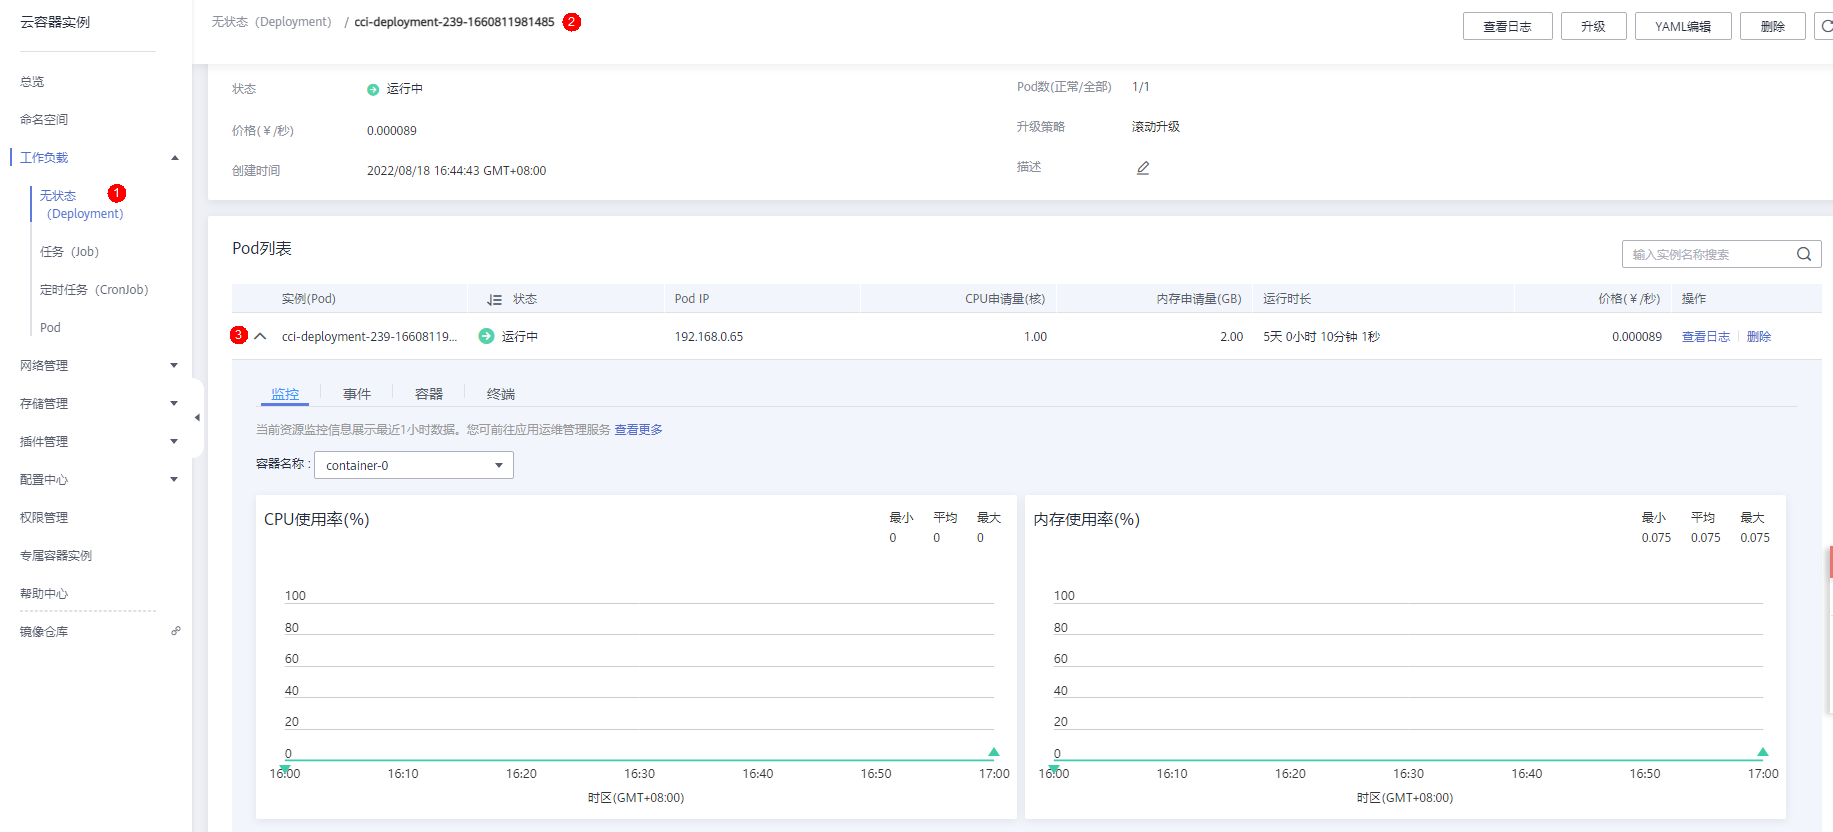 云容器实例
总览
命名空间
工作负载
无状态
（Deployment）
1
任务（Job）
定时任务（CronJob）
Pod
网络管理
存储管理
插件管理
配置中心
权限管理
专属容器实例
帮助中心
镜像仓库
无状态（Deployment） / cci-deployment-239-1660811981485 2
查看日志 升级 YAML编辑 删除
状态 运行中
Pod数(正常/全部) 1/1
价格(￥/秒) 0.000089
升级策略 滚动升级
创建时间 2022/08/18 16:44:43 GMT+08:00
描述
Pod列表
输入实例名称搜索
实例(Pod) 状态 Pod IP CPU申请量(核) 内存申请量(GB) 运行时长 价格(￥/秒) 操作
3 cci-deployment-239-16608119... 运行中 192.168.0.65 1.00 2.00 5天 0小时 10分钟 1秒 0.000089 查看日志 删除
监控 事件 容器 终端
当前资源监控信息展示最近1小时数据。您可前往应用运维管理服务 查看更多
容器名称 : container-0
CPU使用率(%)
最小 平均 最大
0 0 0
100
80
60
40
20
0
16:00 16:10 16:20 16:30 16:40 16:50 17:00
时区(GMT+08:00)
内存使用率(%)
最小 平均 最大
0.075 0.075 0.075
100
80
60
40
20
0
16:00 16:10 16:20 16:30 16:40 16:50 17:00
时区(GMT+08:00)